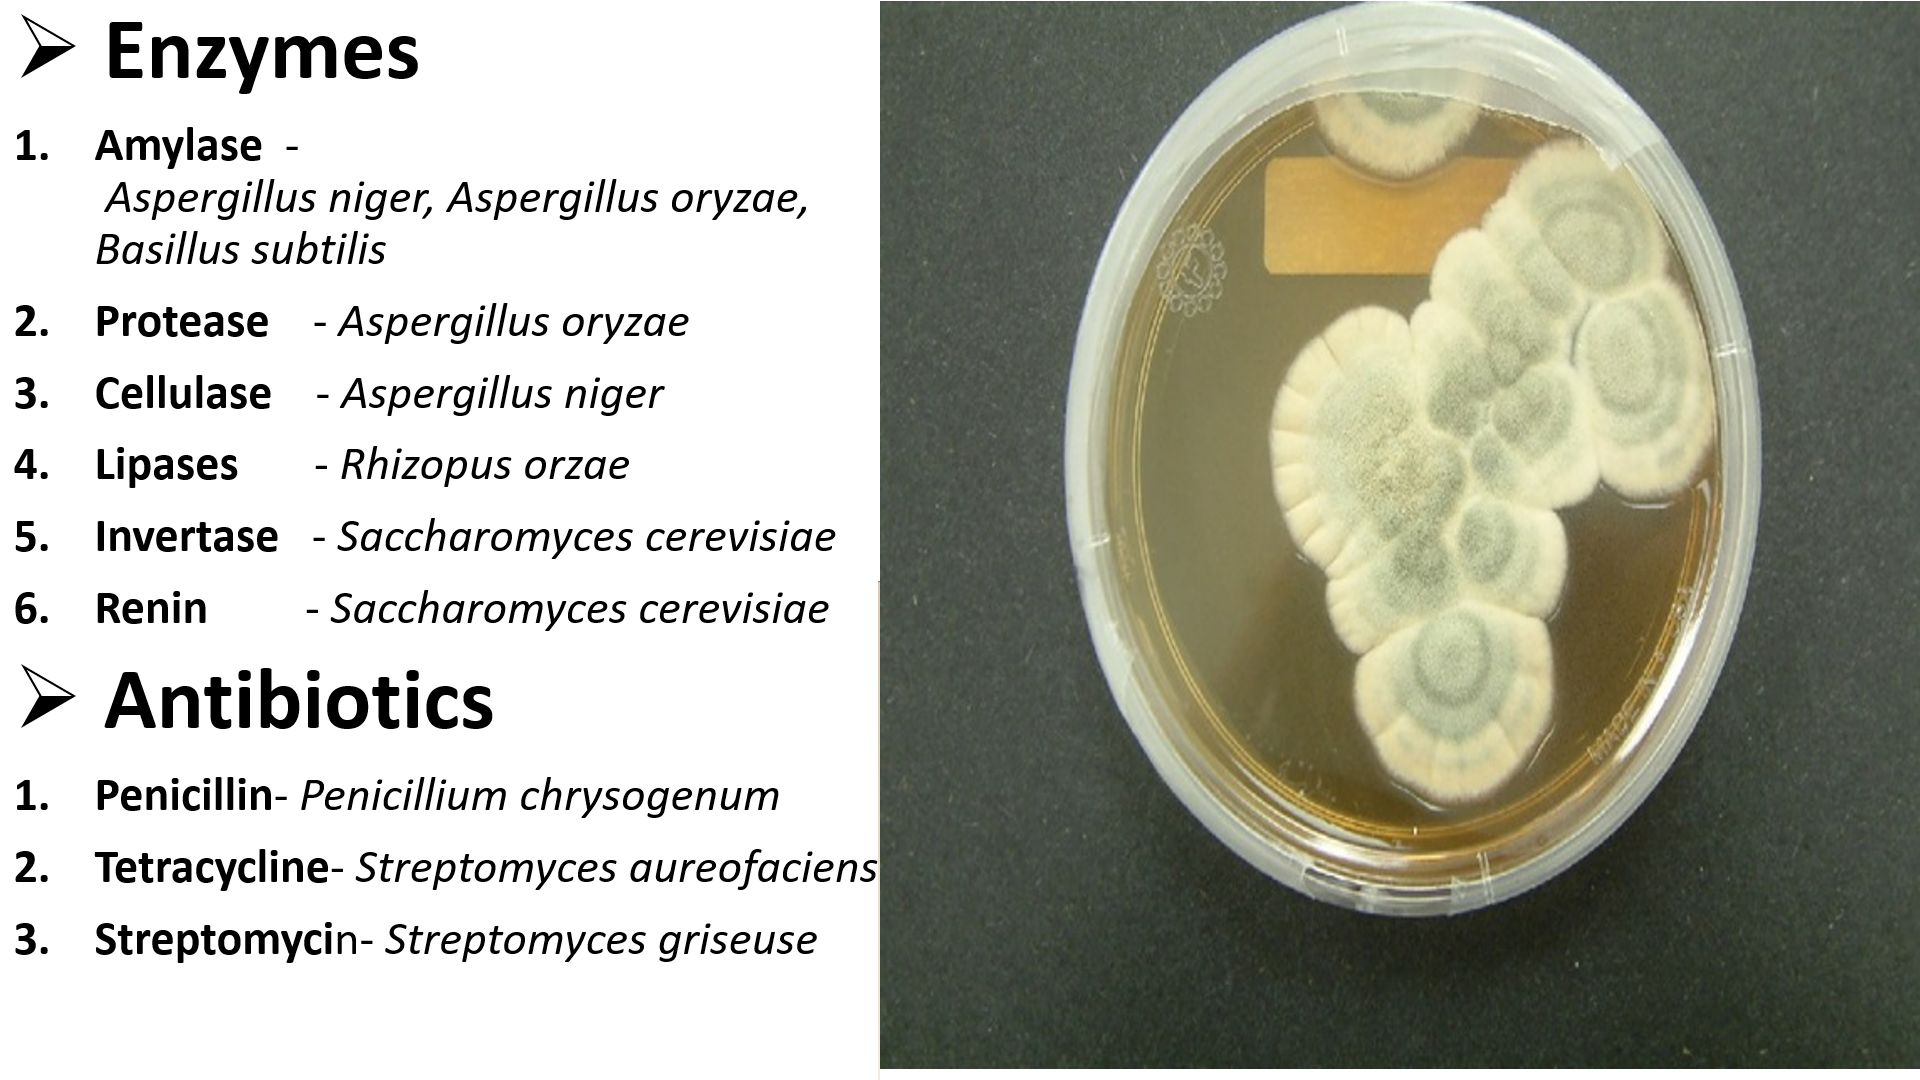 ➢ Enzymes
1. Amylase -
Aspergillus niger, Aspergillus oryzae,
Basillus subtilis
2. Protease - Aspergillus oryzae
3. Cellulase - Aspergillus niger
4. Lipases - Rhizopus orzae
5. Invertase - Saccharomyces cerevisiae
6. Renin - Saccharomyces cerevisiae
➢ Antibiotics
1. Penicillin- Penicillium chrysogenum
2. Tetracycline- Streptomyces aureofaciens
3. Streptomycin- Streptomyces griseuse